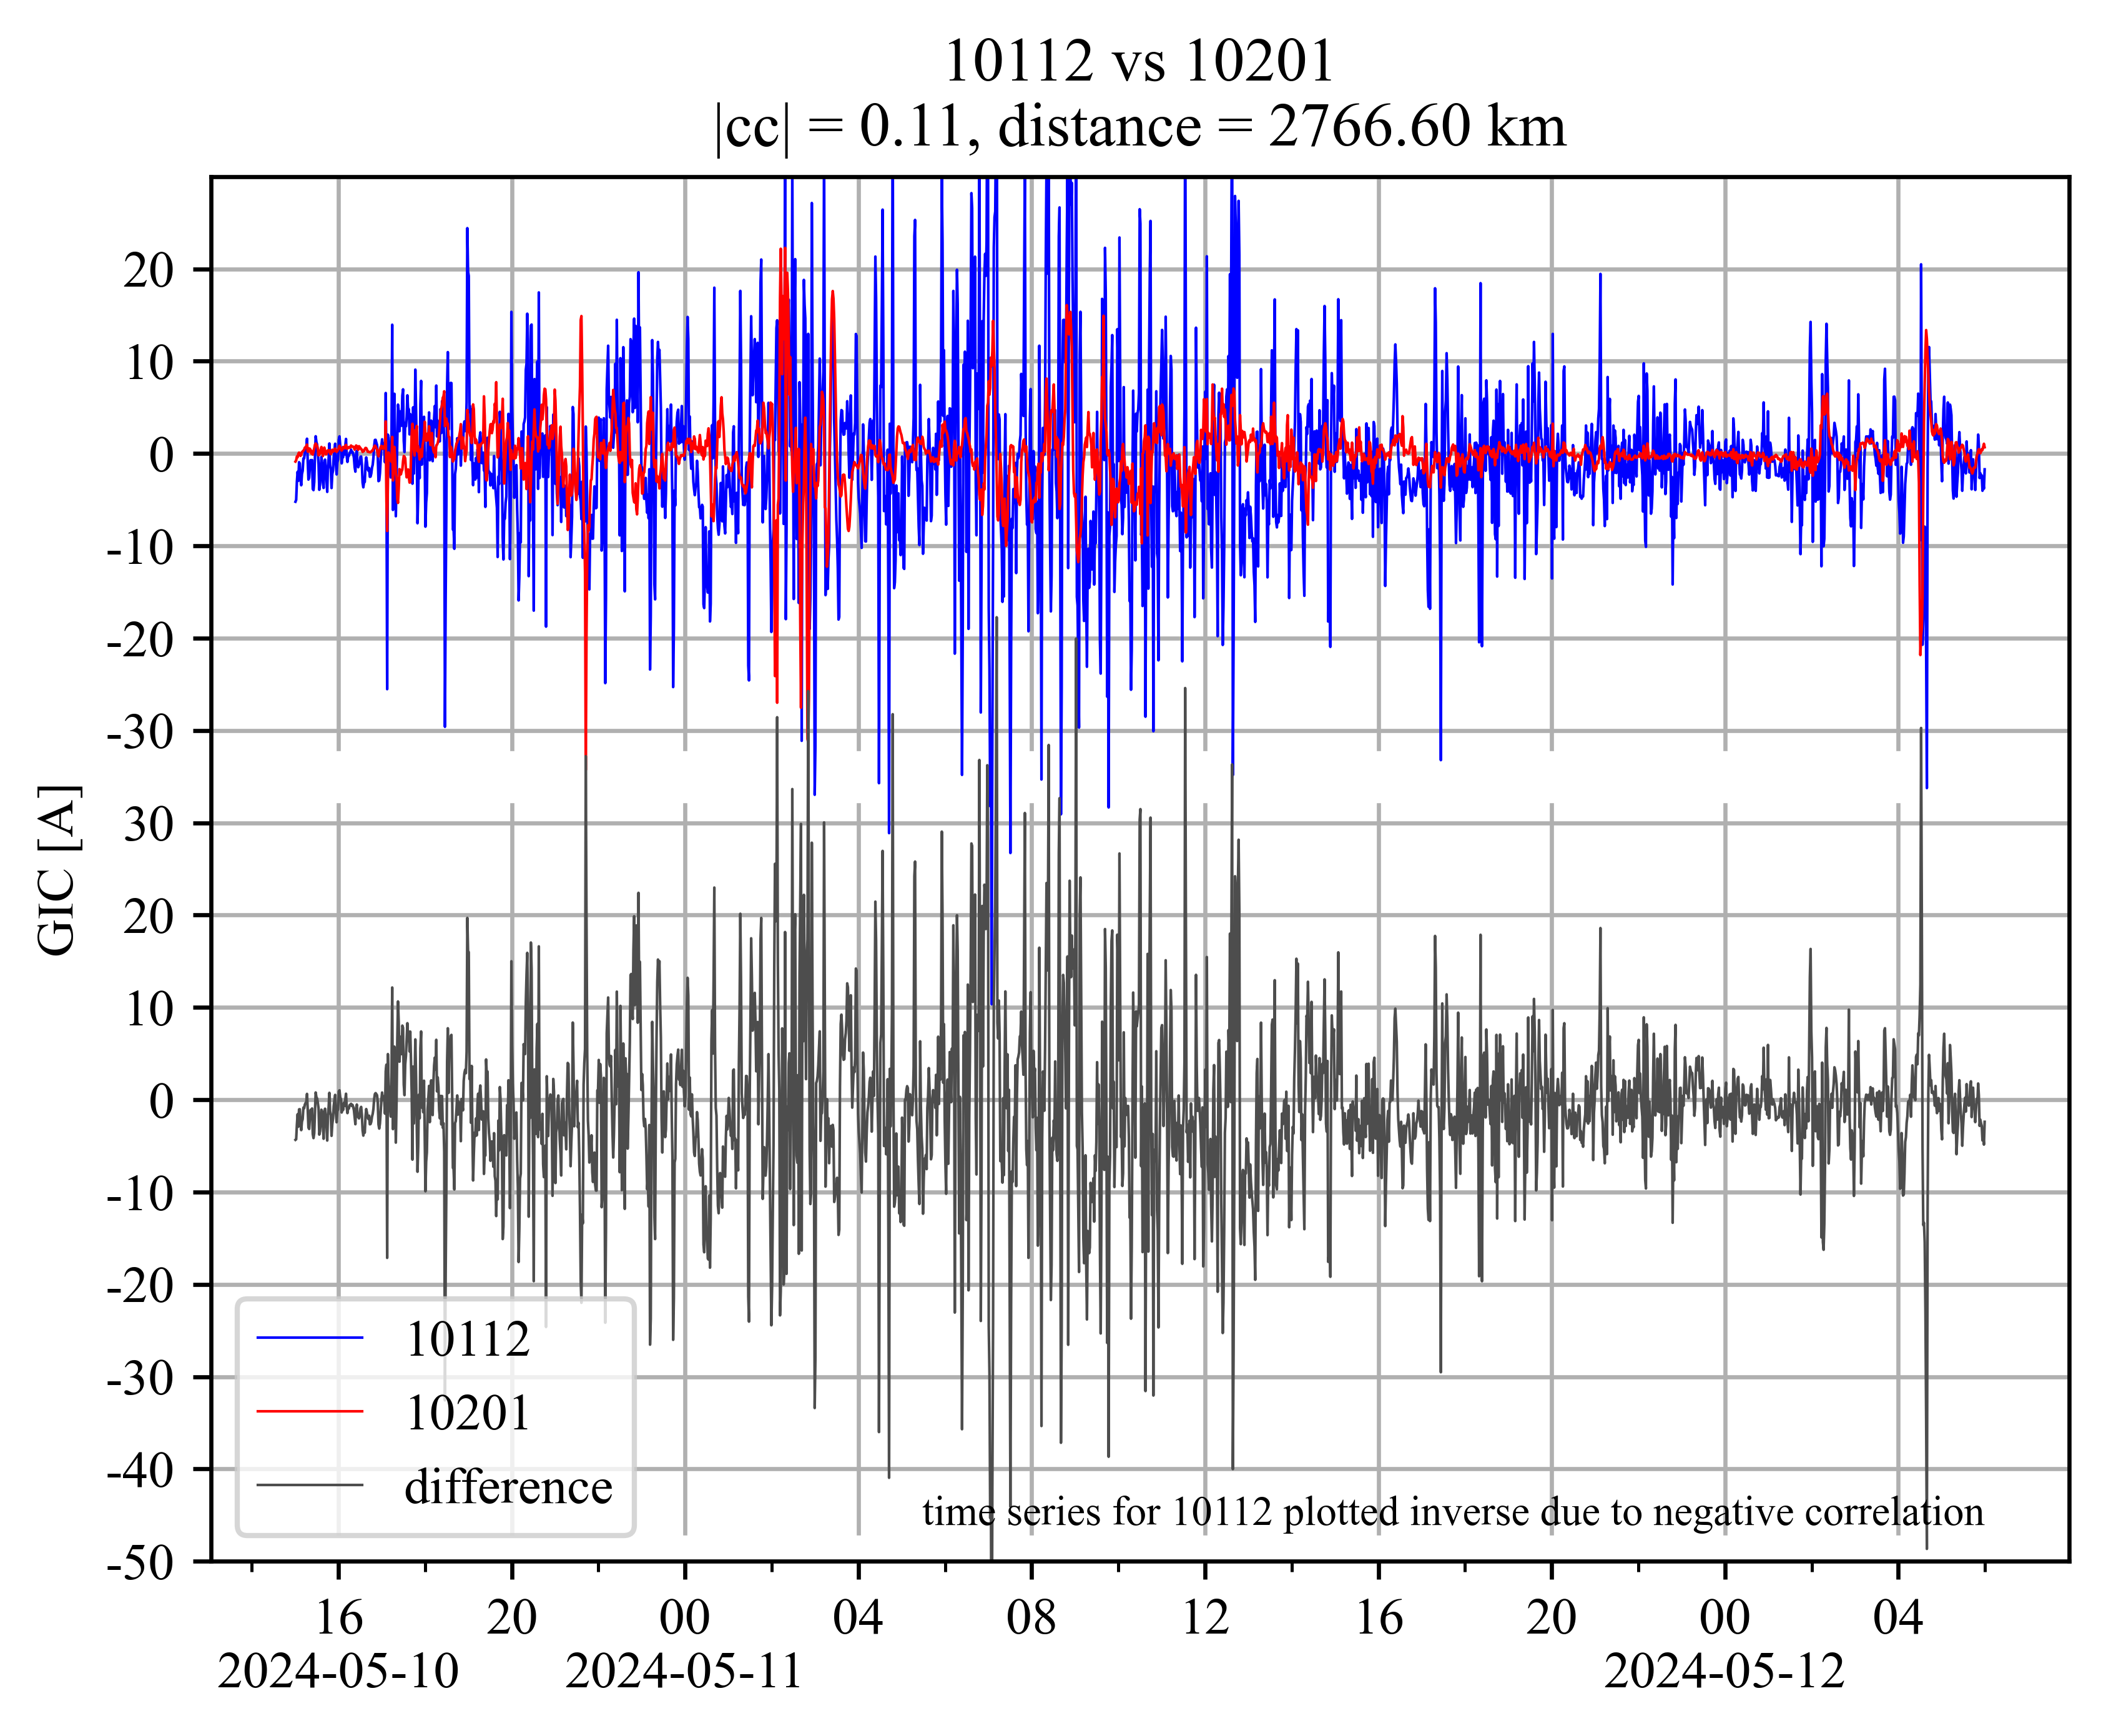 10112 vs 10201
|cc| = 0.11, distance = 2766.60 km
GIC [A]
20
10
0
-10
-20
-30
30
20
10
0
-10
-20
-30
-40
-50
10112
10201
difference
time series for 10112 plotted inverse due to negative correlation
16 20 00 04 08 12 16 20 00 04
2024-05-10 2024-05-11 2024-05-12